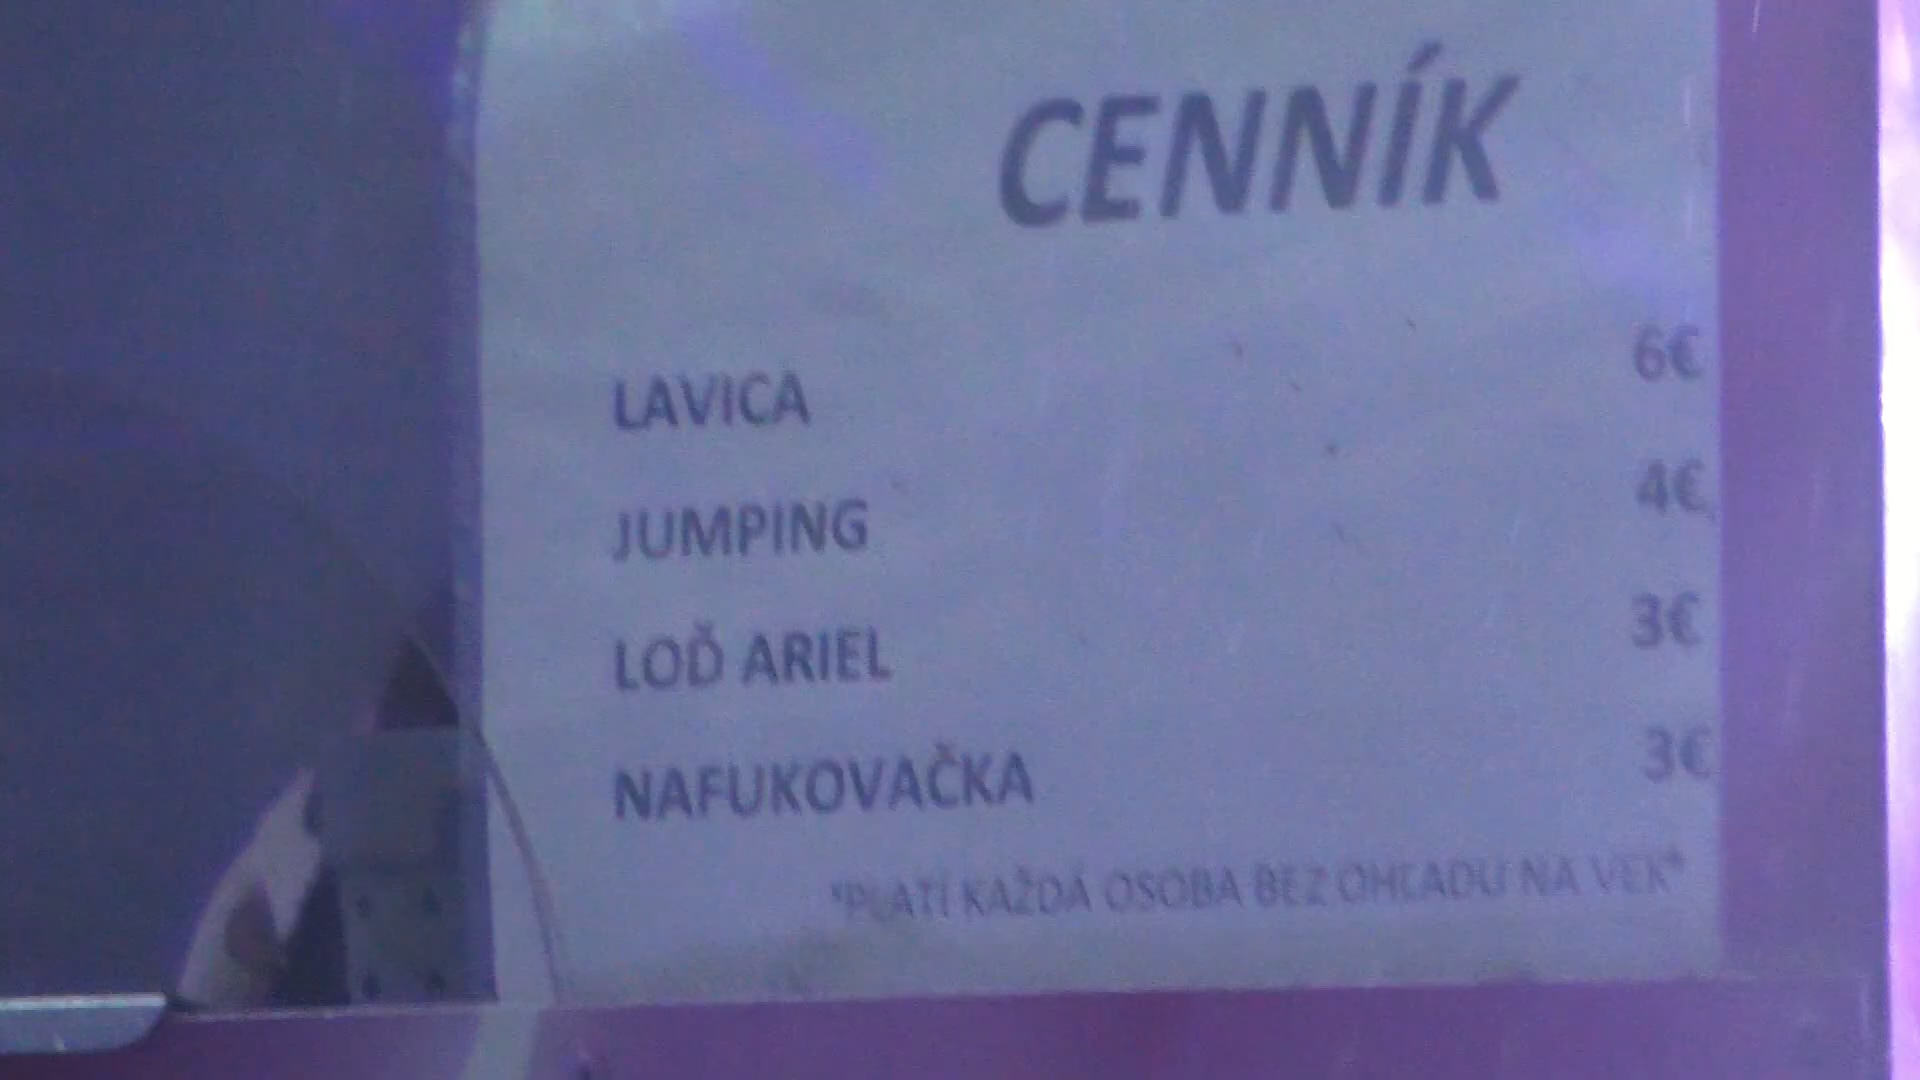 CENNÍK
LAVICA 6€
JUMPING 4€
LOĎ ARIEL 3€
NAFUKOVAČKA 3€
*PLATÍ KAŽDÁ OSOBA BEZ OHĽADU NA VEK*